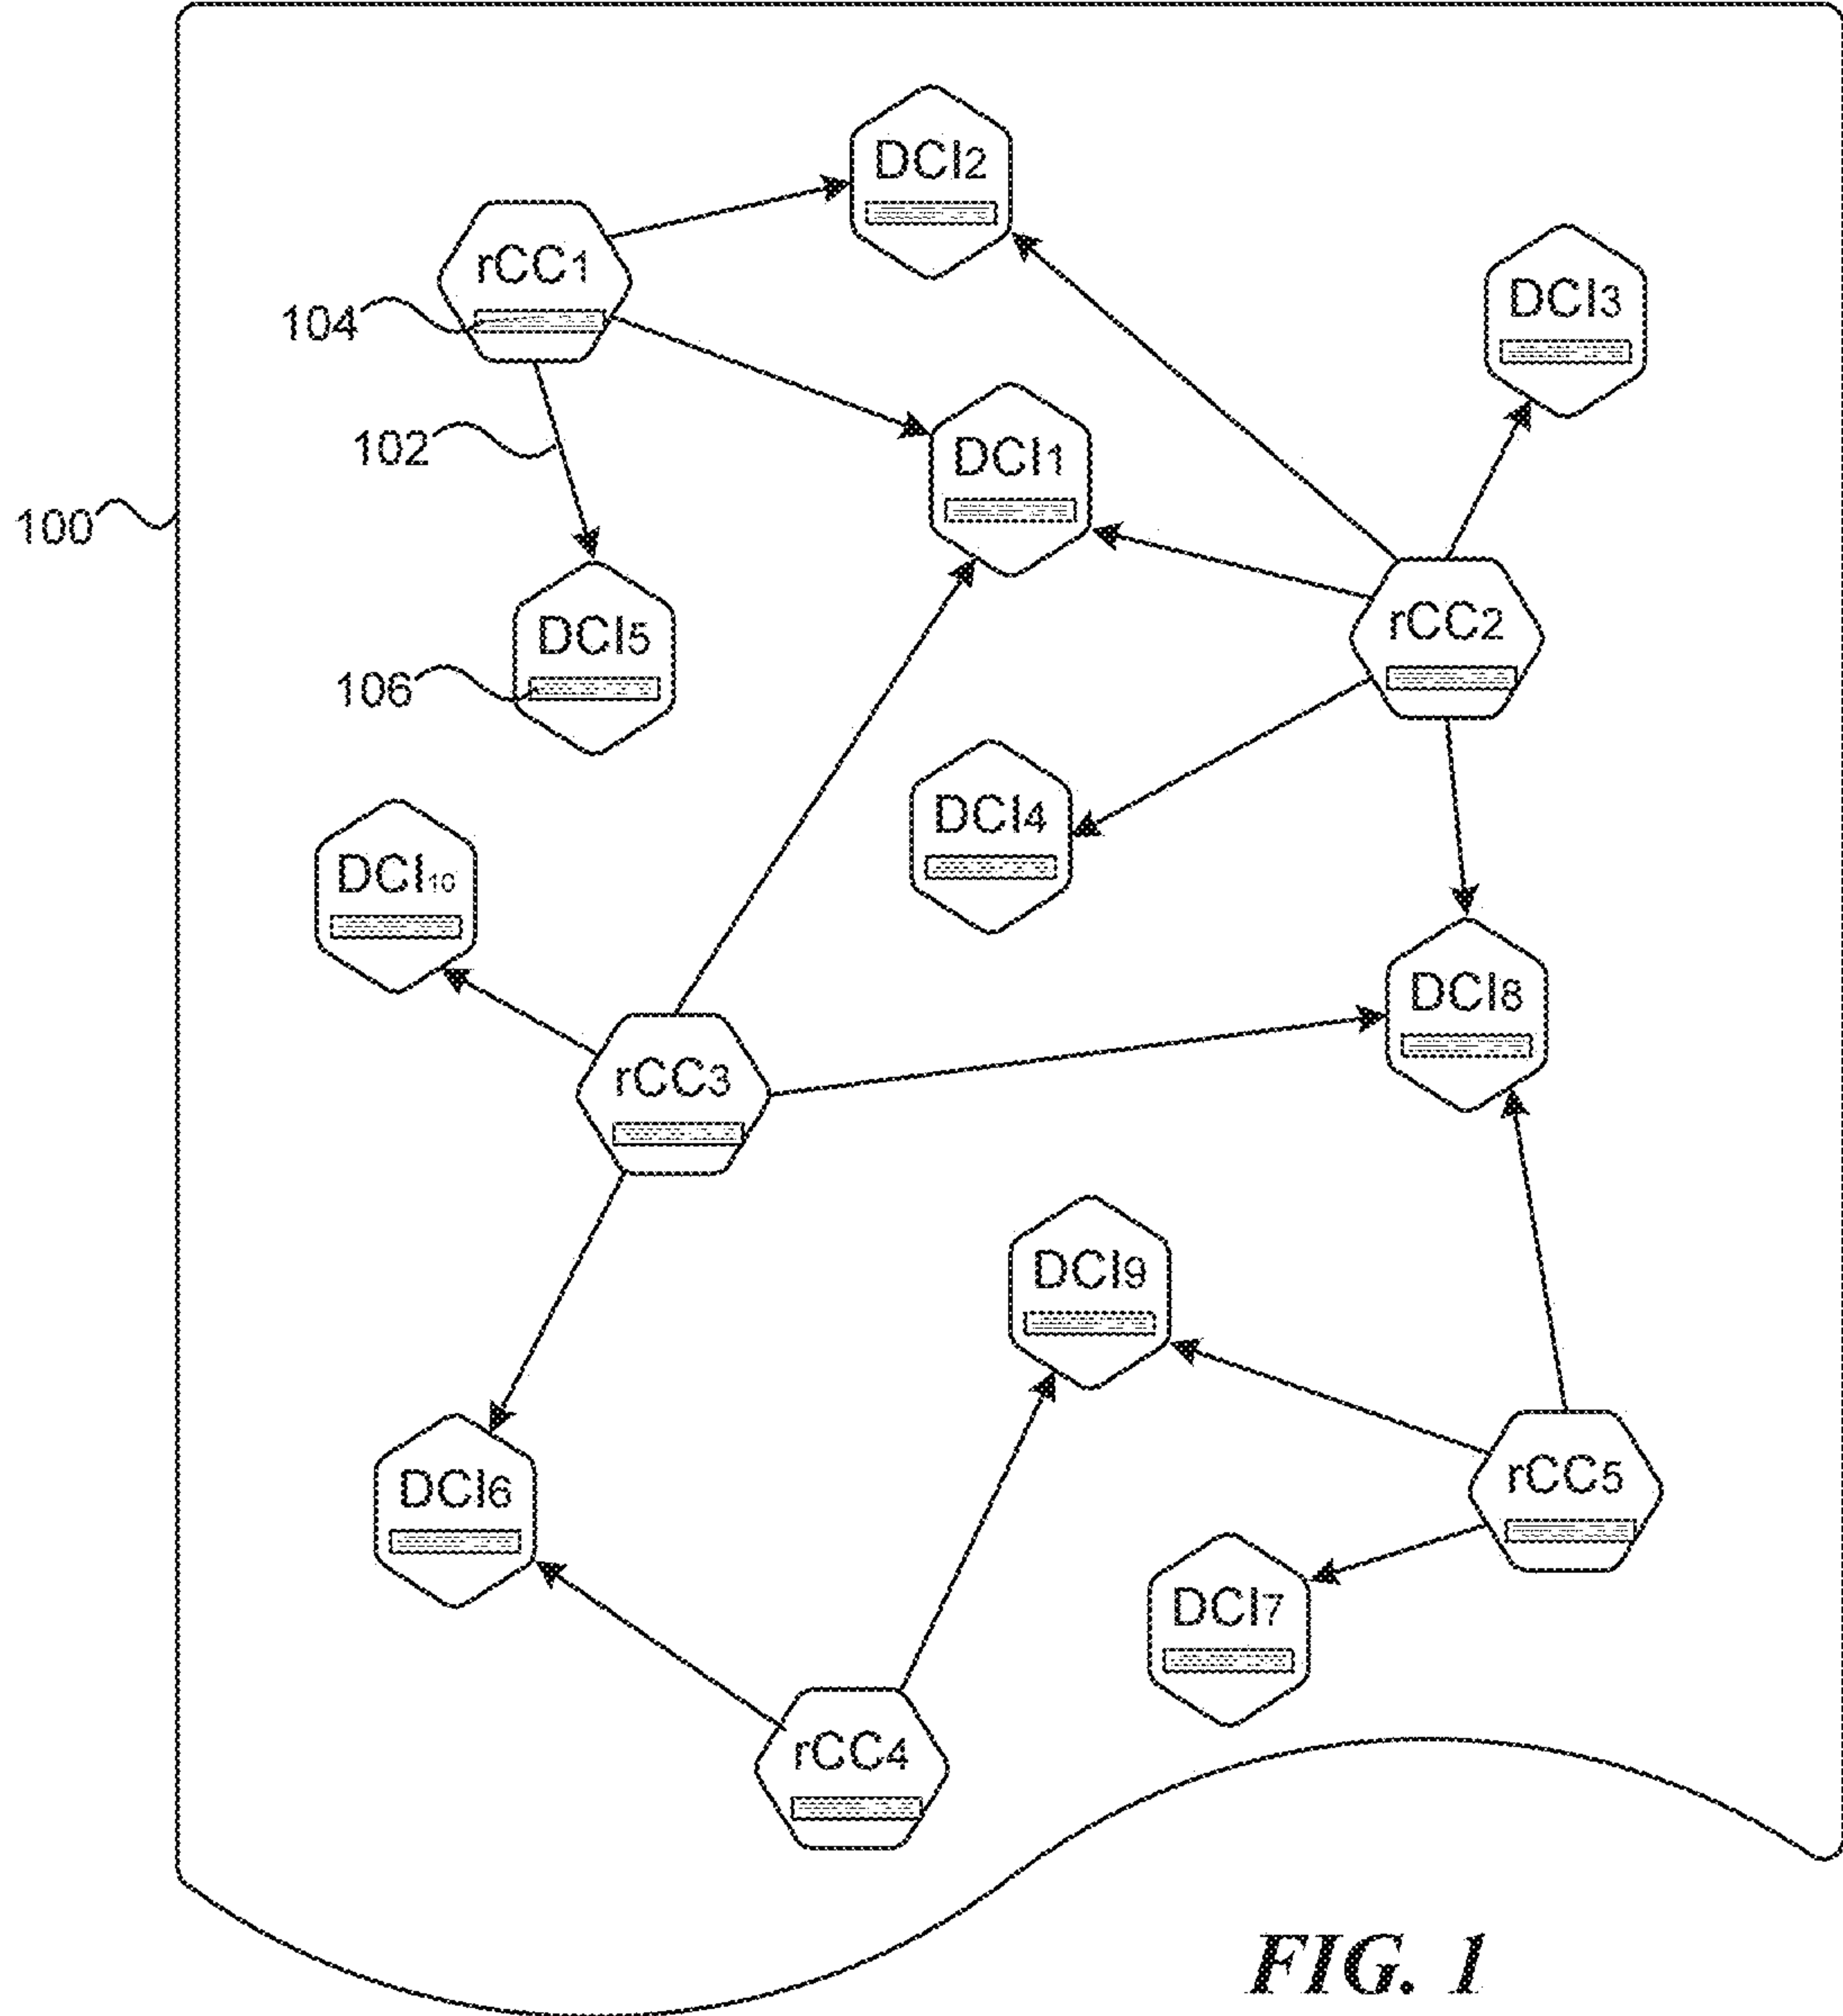 DCI2
rCC1
DCI3
104
DCI1
102
100
rCC2
DCI5
106
DCI4
DCI10
DCI8
rCC3
DCI9
DCI6
rCC5
DCI7
rCC4
FIG. 1